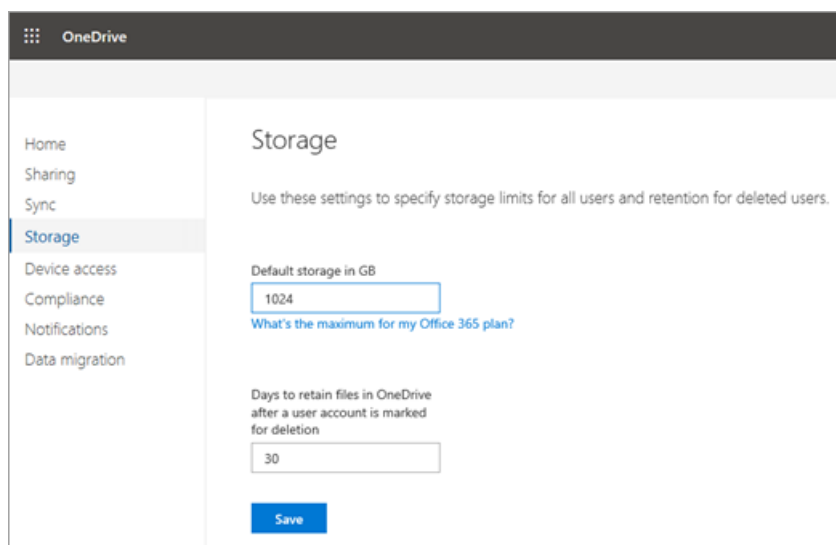 OneDrive
Home
Sharing
Sync
Storage
Device access
Compliance
Notifications
Data migration
Storage
Use these settings to specify storage limits for all users and retention for deleted users.
Default storage in GB
1024
What's the maximum for my Office 365 plan?
Days to retain files in OneDrive
after a user account is marked
for deletion
30
Save